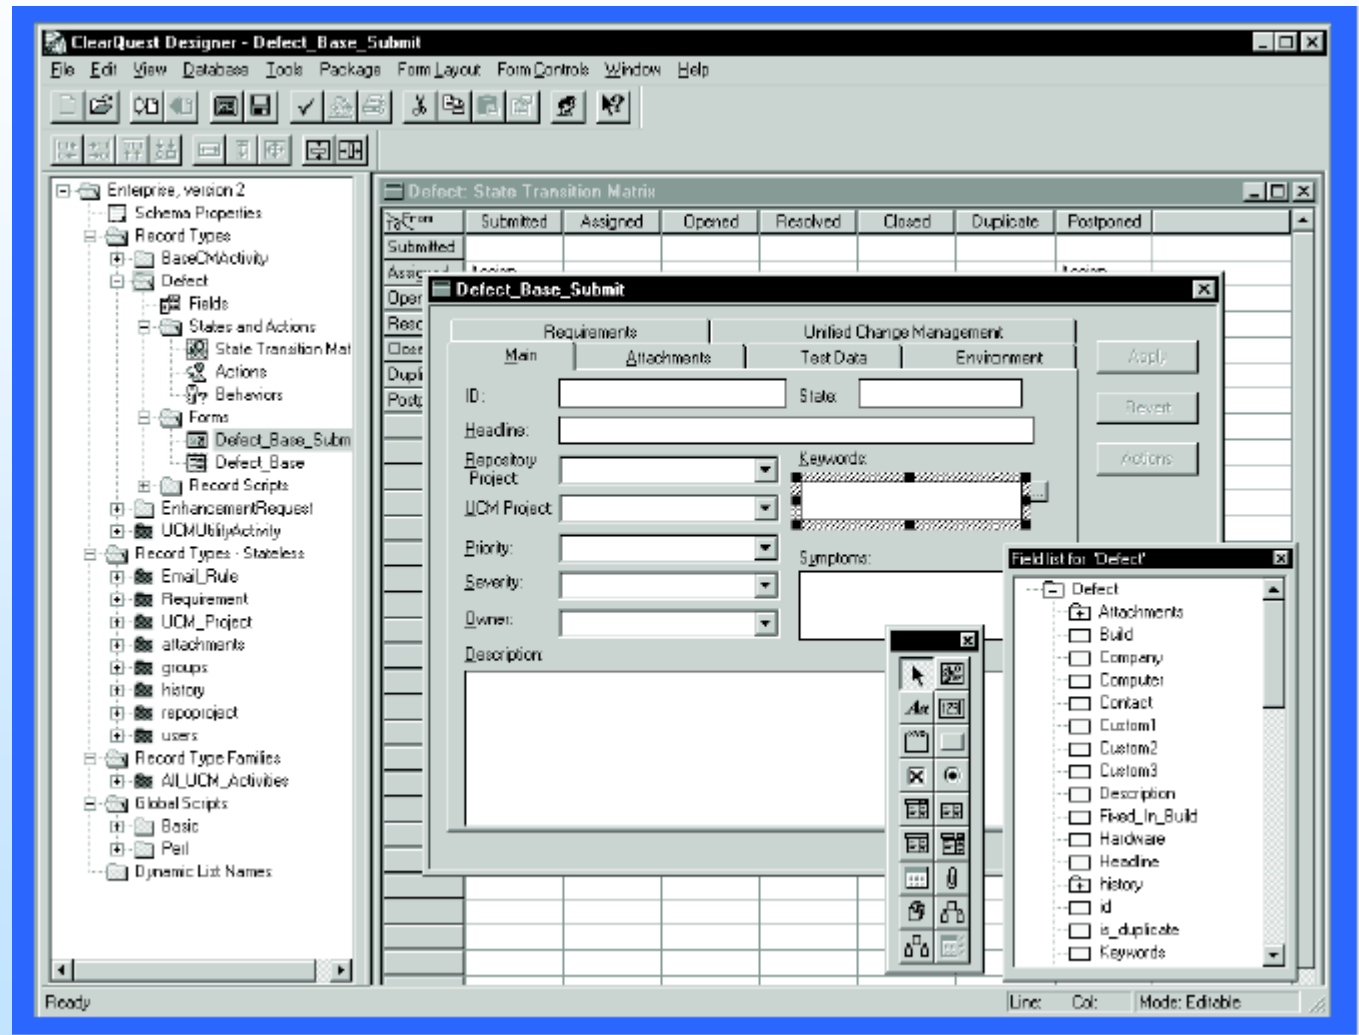 ClearQuest Designer - Defect_Base_Submit
File Edit View Database Tools Package Form Layout Form Controls Window Help
Enterprise, version 2
Schema Properties
Record Types
BaseCMActivity
Defect
Fields
States and Actions
State Transition Mat
Actions
Behaviors
Forms
Defect_Base_Subm
Defect_Base
Record Scripts
EnhancementRequest
UCMUtilityActivity
Record Types - Stateless
Email_Rule
Requirement
UCM_Project
attachments
groups
history
repoproject
users
Record Type Families
All_UCM_Activities
Global Scripts
Basic
Perl
Dynamic List Names
Defect: State Transition Matrix
From Submitted Assigned Opened Resolved Closed Duplicate Postponed
To
Submitted
Defect_Base_Submit
Requirements Unified Change Management
Main Attachments Test Data Environment
ID: State:
Headline:
Repository Project: Keywords:
UCM Project:
Priority: Symptoms:
Severity:
Owner:
Description:
Apply
Revert
Actions
Field list for 'Defect'
Defect
Attachments
Build
Company
Computer
Contact
Custom1
Custom2
Custom3
Description
Fixed_In_Build
Hardware
Headline
history
id
is_duplicate
Keywords
Ready Line: Col: Mode: Editable